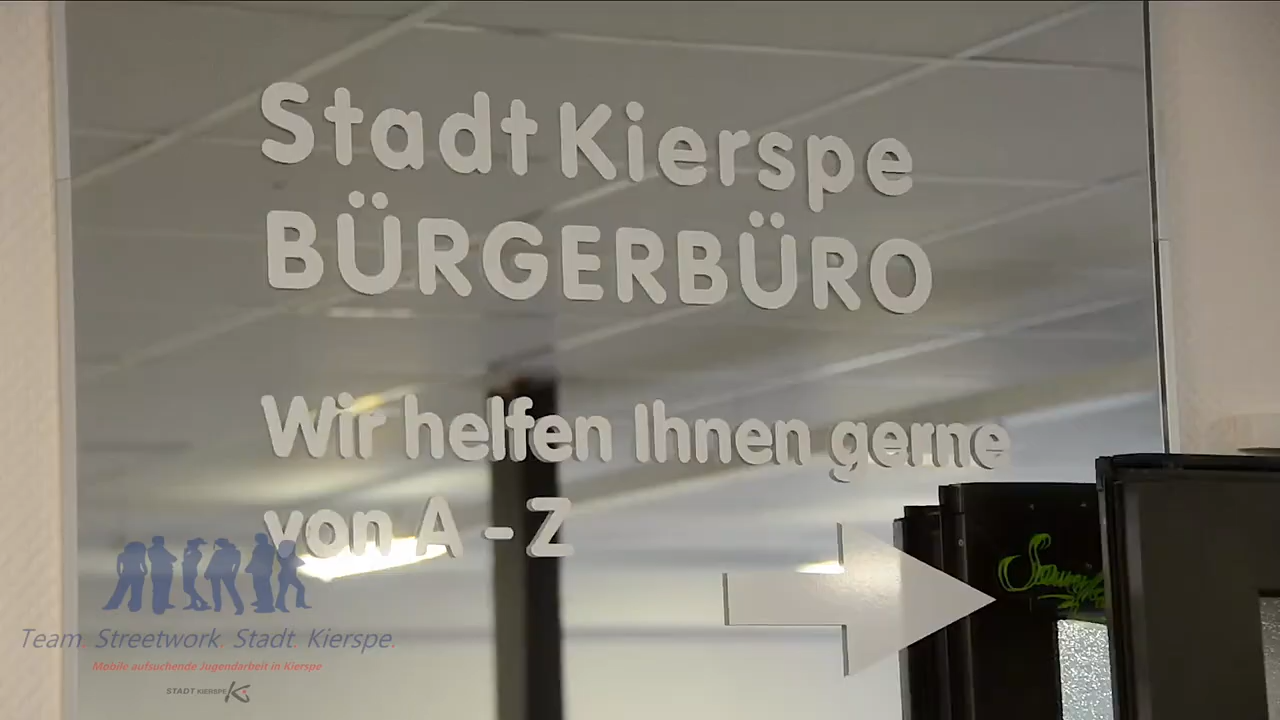 Stadt Kierspe
BÜRGERBÜRO
Wir helfen Ihnen gerne
von A - Z
Team. Streetwork. Stadt. Kierspe.
Mobile aufsuchende Jugendarbeit in Kierspe
STADT KIERSPE